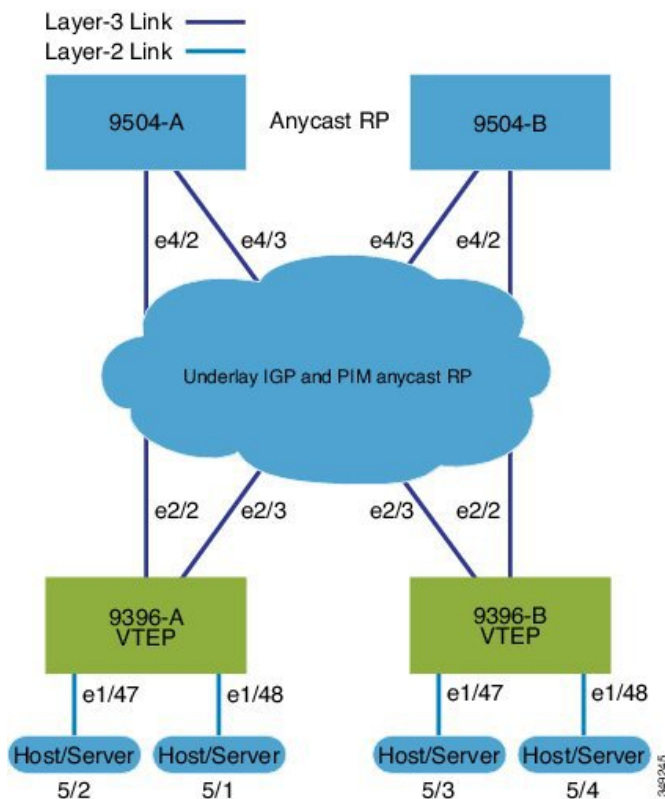 Layer-3 Link
Layer-2 Link
9504-A
Anycast RP
9504-B
e4/2
e4/3
e4/3
e4/2
Underlay IGP and PIM anycast RP
e2/2
e2/3
e2/3
e2/2
9396-A
VTEP
9396-B
VTEP
e1/47
e1/48
e1/47
e1/48
Host/Server
Host/Server
Host/Server
Host/Server
5/2
5/1
5/3
5/4
349245